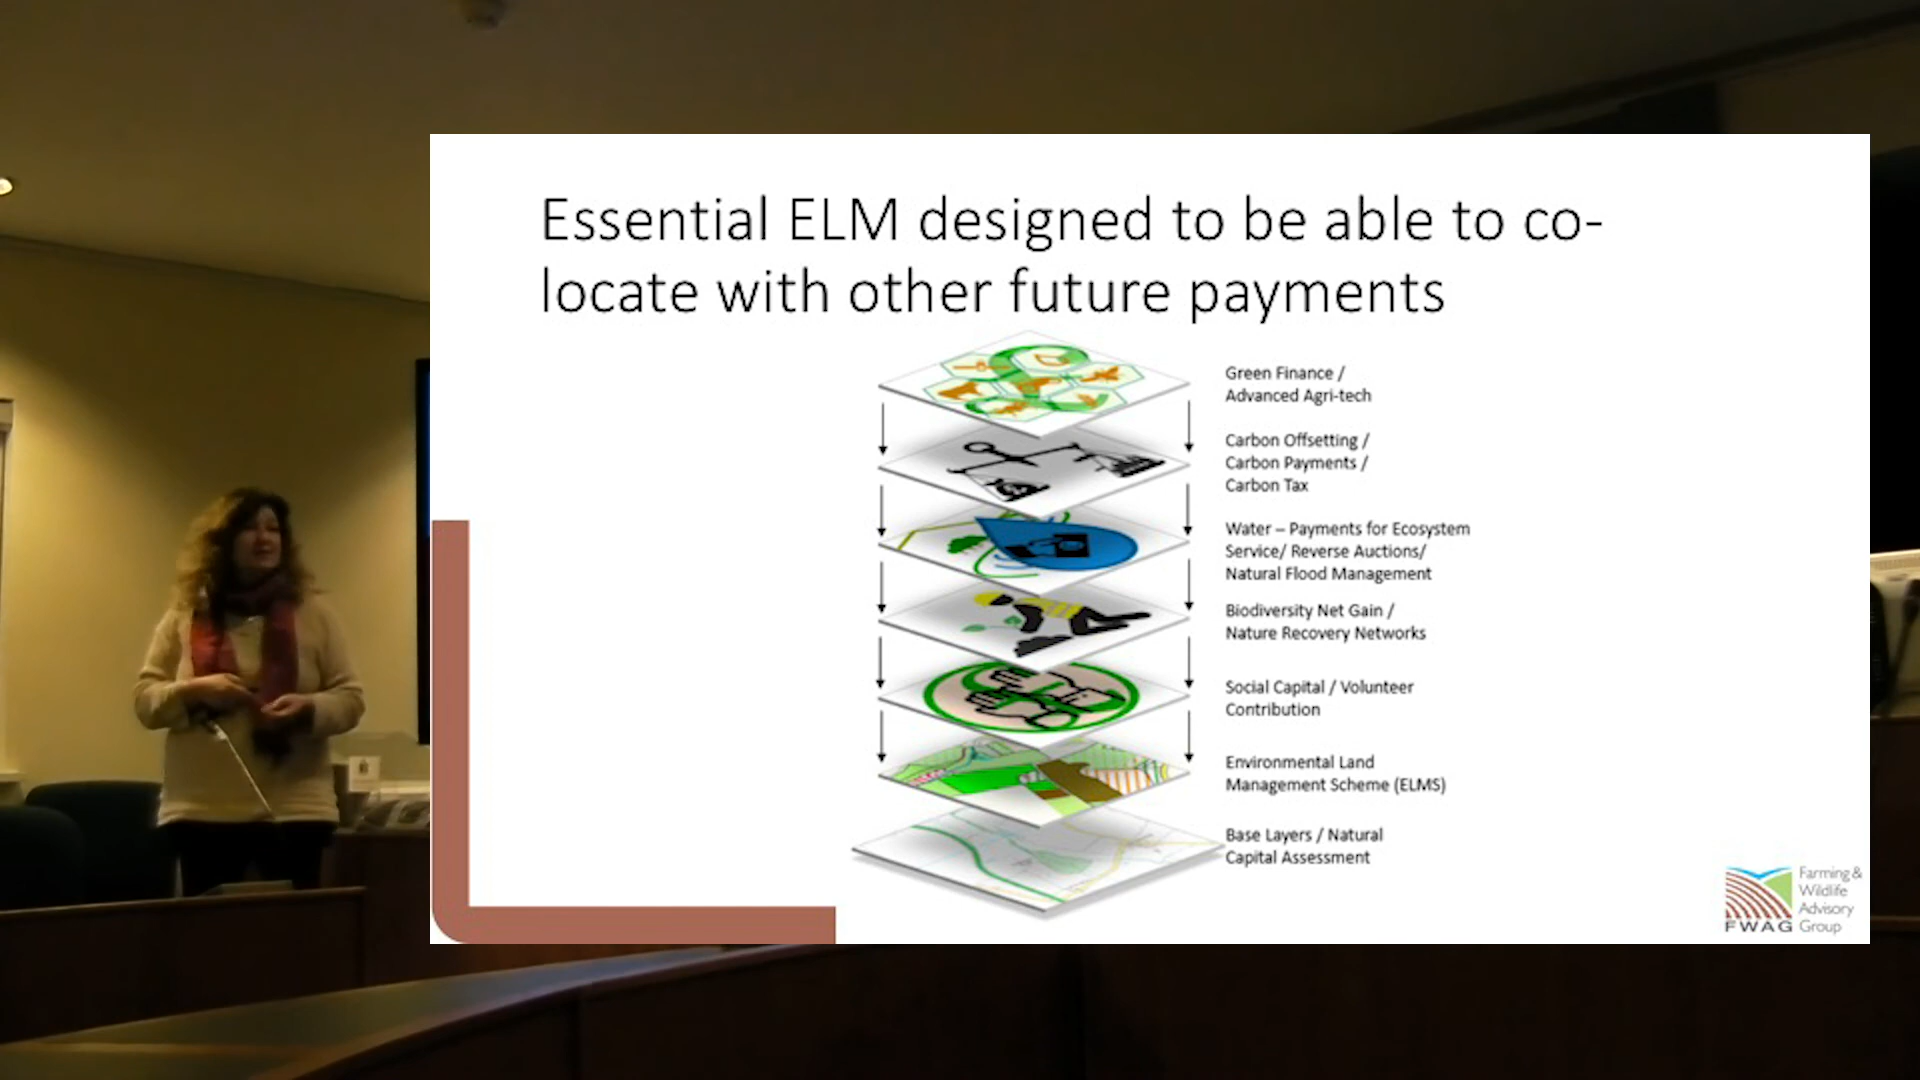 Essential ELM designed to be able to co-
locate with other future payments
Green Finance /
Advanced Agri-tech
Carbon Offsetting /
Carbon Payments /
Carbon Tax
Water – Payments for Ecosystem
Service/ Reverse Auctions/
Natural Flood Management
Biodiversity Net Gain /
Nature Recovery Networks
Social Capital / Volunteer
Contribution
Environmental Land
Management Scheme (ELMS)
Base Layers / Natural
Capital Assessment
Farming &
Wildlife
Advisory
Group
FWAG